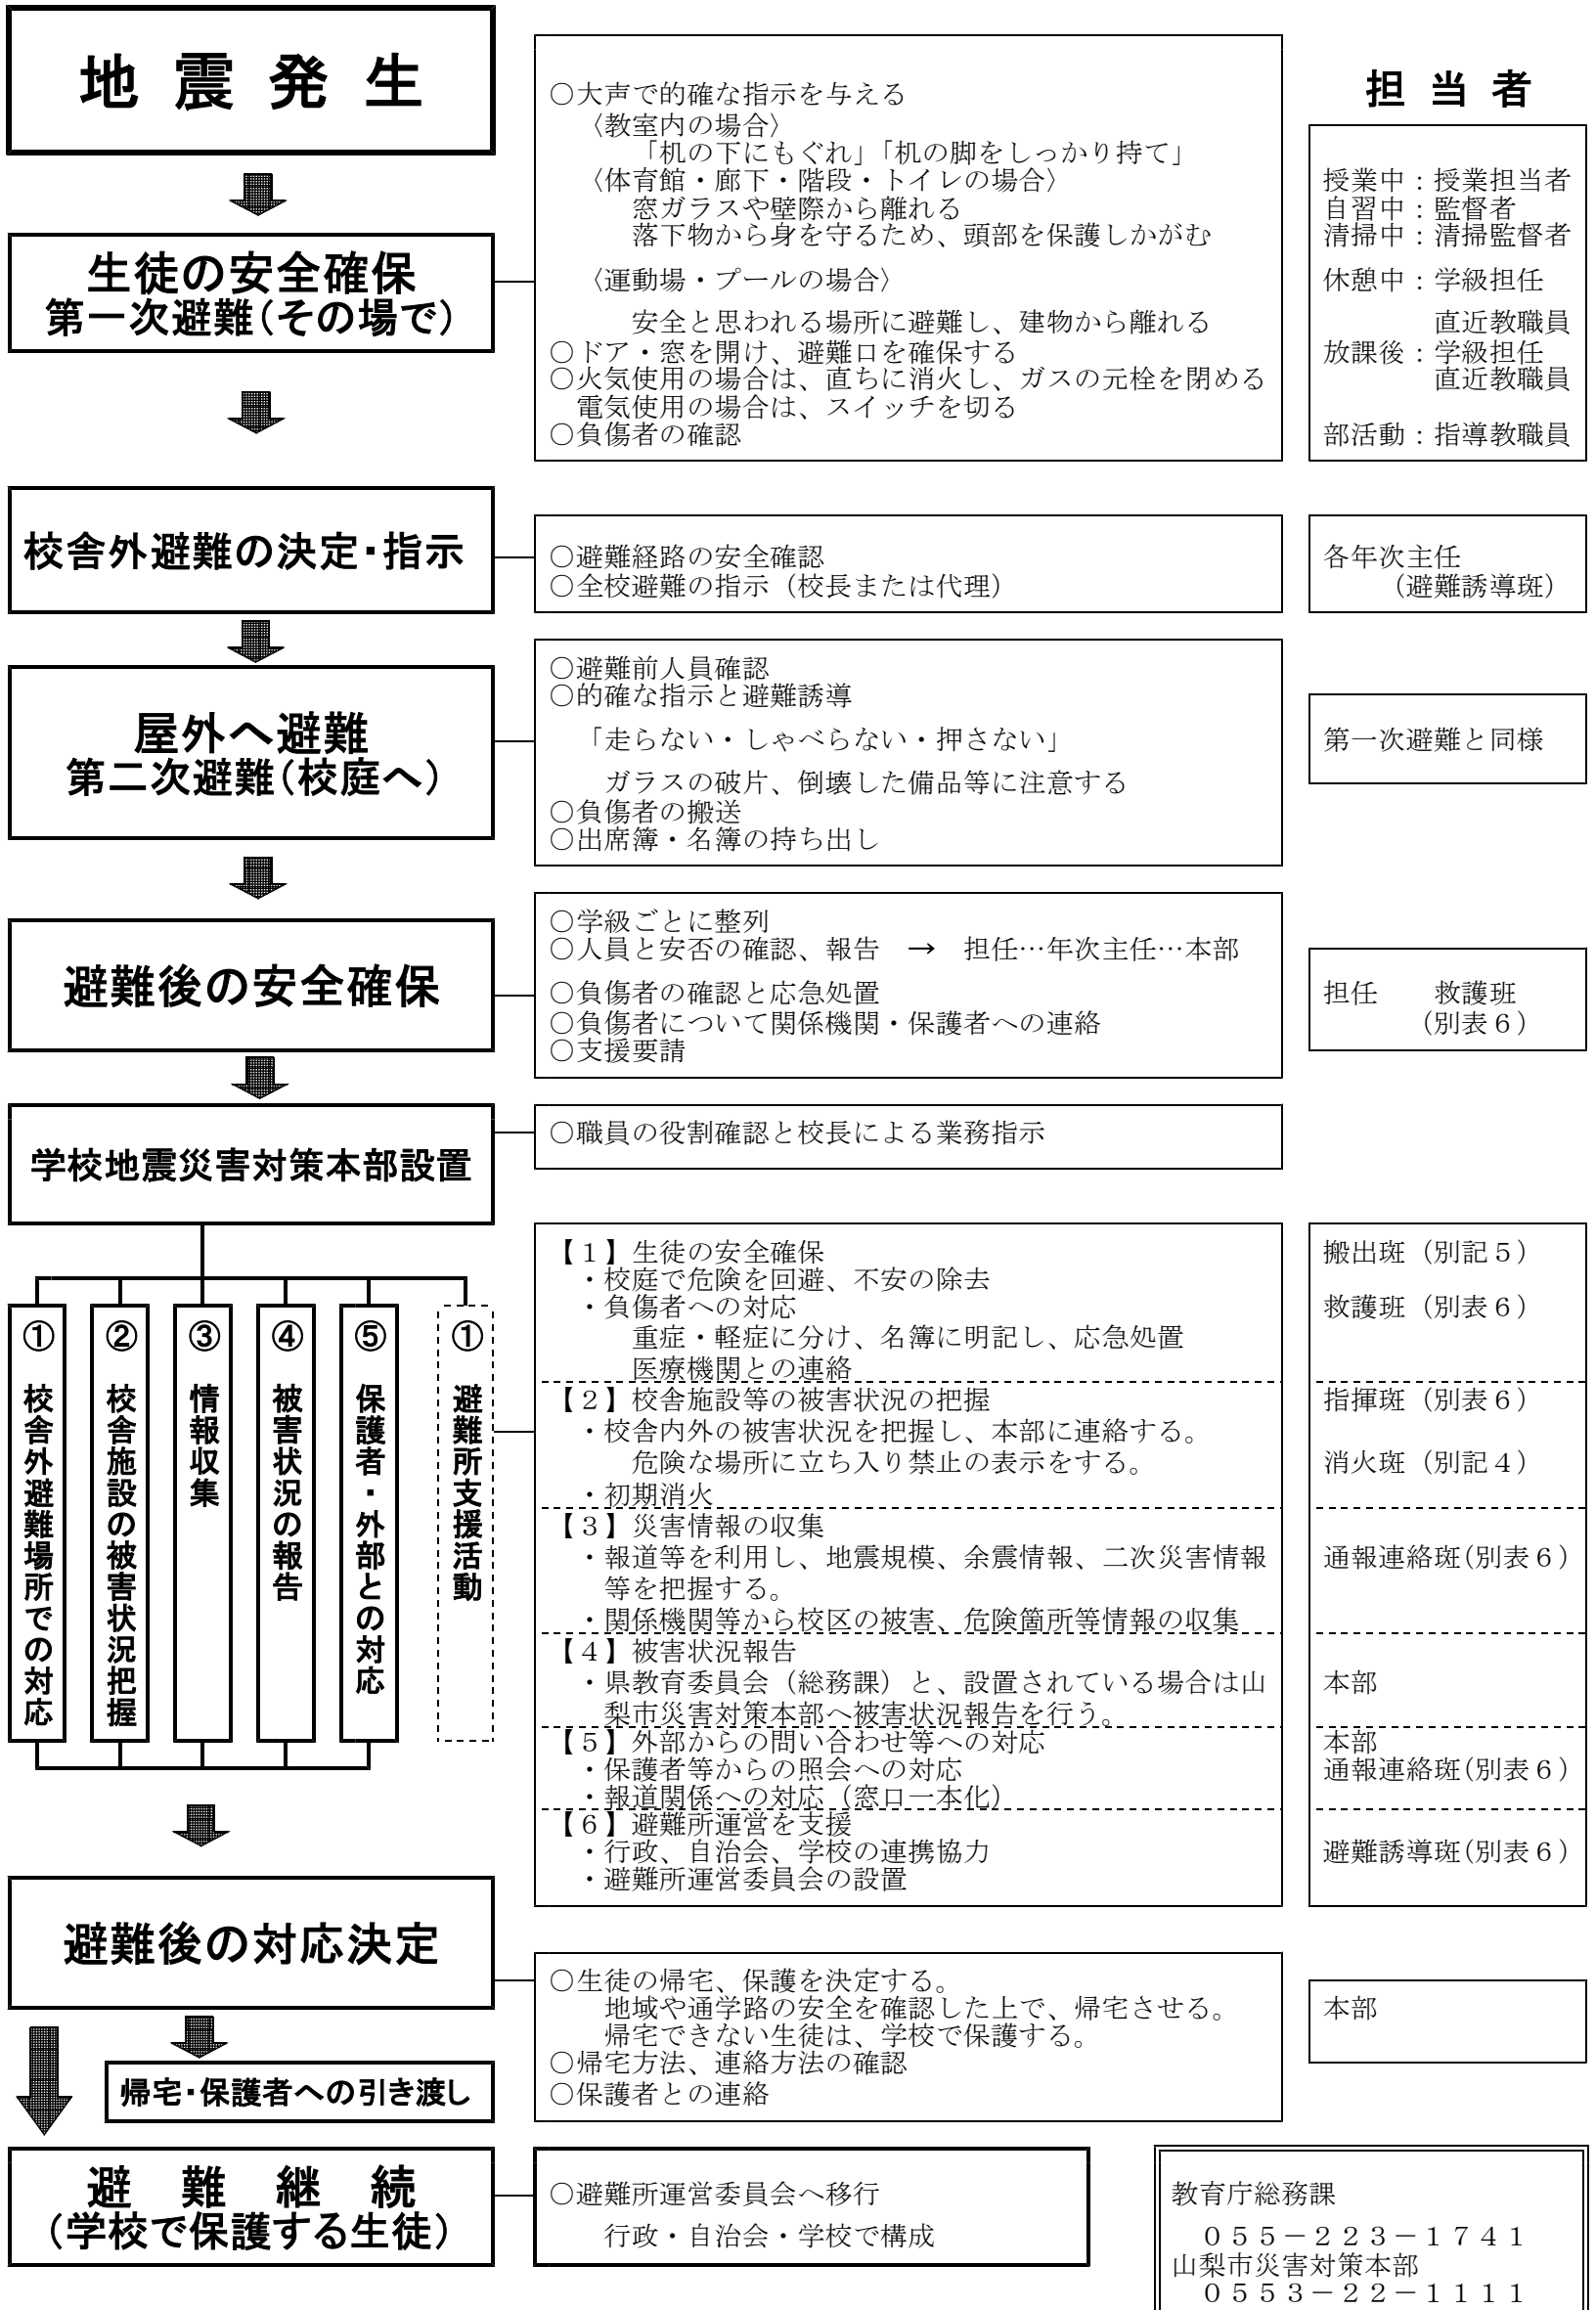 地 震 発 生
担 当 者
○大声で的確な指示を与える
〈教室内の場合〉
「机の下にもぐれ」「机の脚をしっかり持て」
〈体育館・廊下・階段・トイレの場合〉
窓ガラスや壁際から離れる
落下物から身を守るため、頭部を保護しかがむ
〈運動場・プールの場合〉
安全と思われる場所に避難し、建物から離れる
○ドア・窓を開け、避難口を確保する
○火気使用の場合は、直ちに消火し、ガスの元栓を閉める
電気使用の場合は、スイッチを切る
○負傷者の確認
授業中：授業担当者
自習中：監督者
清掃中：清掃監督者
休憩中：学級担任
直近教職員
放課後：学級担任
直近教職員
部活動：指導教職員
生徒の安全確保
第一次避難（その場で）
校舎外避難の決定・指示
○避難経路の安全確認
○全校避難の指示（校長または代理）
各年次主任
（避難誘導班）
屋外へ避難
第二次避難（校庭へ）
○避難前人員確認
○的確な指示と避難誘導
「走らない・しゃべらない・押さない」
ガラスの破片、倒壊した備品等に注意する
○負傷者の搬送
○出席簿・名簿の持ち出し
第一次避難と同様
避難後の安全確保
○学級ごとに整列
○人員と安否の確認、報告　→　担任…年次主任…本部
○負傷者の確認と応急処置
○負傷者について関係機関・保護者への連絡
○支援要請
担任　　救護班
（別表６）
学校地震災害対策本部設置
○職員の役割確認と校長による業務指示
①校舎外避難場所での対応
②校舎施設の被害状況把握
③情報収集
④被害状況の報告
⑤保護者・外部との対応
①避難所支援活動
【１】生徒の安全確保
・校庭で危険を回避、不安の除去
・負傷者への対応
重症・軽症に分け、名簿に明記し、応急処置
医療機関との連絡
【２】校舎施設等の被害状況の把握
・校舎内外の被害状況を把握し、本部に連絡する。
危険な場所に立ち入り禁止の表示をする。
・初期消火
【３】災害情報の収集
・報道等を利用し、地震規模、余震情報、二次災害情報
等を把握する。
・関係機関等から校区の被害、危険箇所等情報の収集
【４】被害状況報告
・県教育委員会（総務課）と、設置されている場合は山
梨市災害対策本部へ被害状況報告を行う。
【５】外部からの問い合わせ等への対応
・保護者等からの照会への対応
・報道関係への対応（窓口一本化）
【６】避難所運営を支援
・行政、自治会、学校の連携協力
・避難所運営委員会の設置
搬出班（別記５）
救護班（別表６）
指揮班（別表６）
消火班（別記４）
通報連絡班（別表６）
本部
本部
通報連絡班（別表６）
避難誘導班（別表６）
避難後の対応決定
○生徒の帰宅、保護を決定する。
地域や通学路の安全を確認した上で、帰宅させる。
帰宅できない生徒は、学校で保護する。
○帰宅方法、連絡方法の確認
○保護者との連絡
本部
帰宅・保護者への引き渡し
避 難 継 続
（学校で保護する生徒）
○避難所運営委員会へ移行
行政・自治会・学校で構成
教育庁総務課
０５５－２２３－１７４１
山梨市災害対策本部
０５５３－２２－１１１１